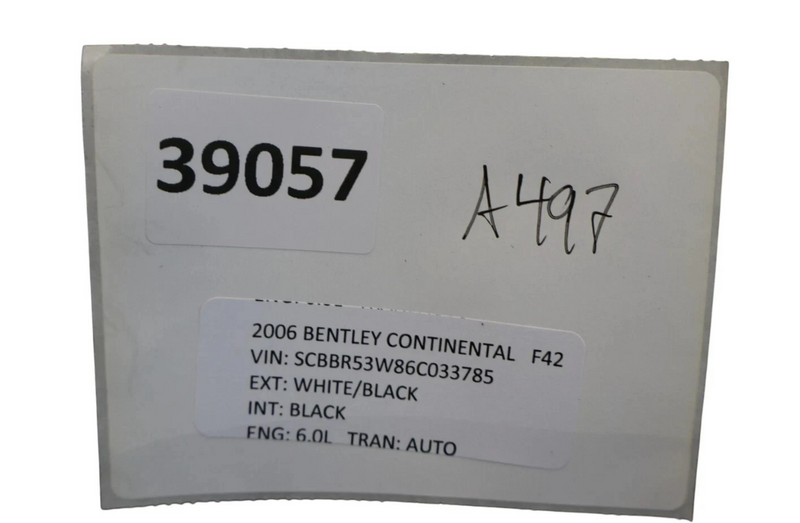 39057
A497
2006 BENTLEY CONTINENTAL F42
VIN: SCBBR53W86C033785
EXT: WHITE/BLACK
INT: BLACK
ENG: 6.0L TRAN: AUTO